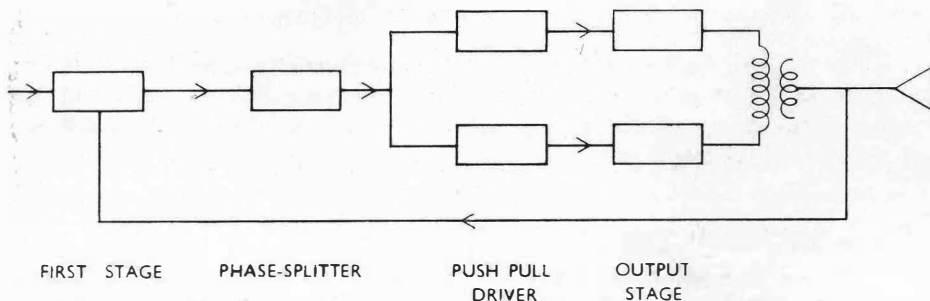 FIRST STAGE
PHASE-SPLITTER
PUSH PULL
DRIVER
OUTPUT
STAGE